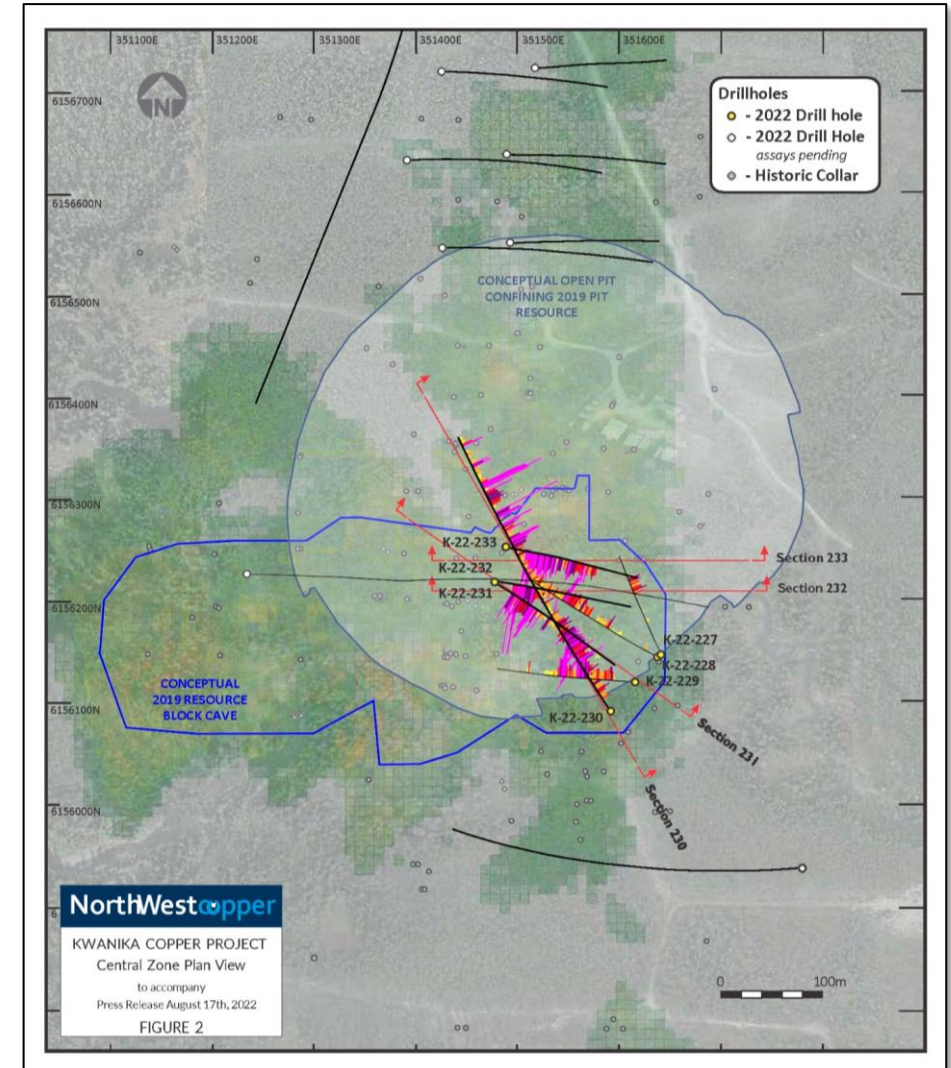 351100E
351200E
351300E
351400E
351500E
351600E
6156700N
6156600N
6156500N
6156400N
6156300N
6156200N
6156100N
6156000N
N
Drillholes
- 2022 Drill hole
- 2022 Drill Hole
assays pending
- Historic Collar
CONCEPTUAL OPEN PIT
CONFINING 2019 PIT
RESOURCE
K-22-233
K-22-232
K-22-231
Section 233
Section 232
K-22-227
K-22-228
K-22-229
K-22-230
Section 231
Section 230
CONCEPTUAL
2019 RESOURCE
BLOCK CAVE
NorthWestcopper
KWANIKA COPPER PROJECT
Central Zone Plan View
to accompany
Press Release August 17th, 2022
FIGURE 2
0
100m